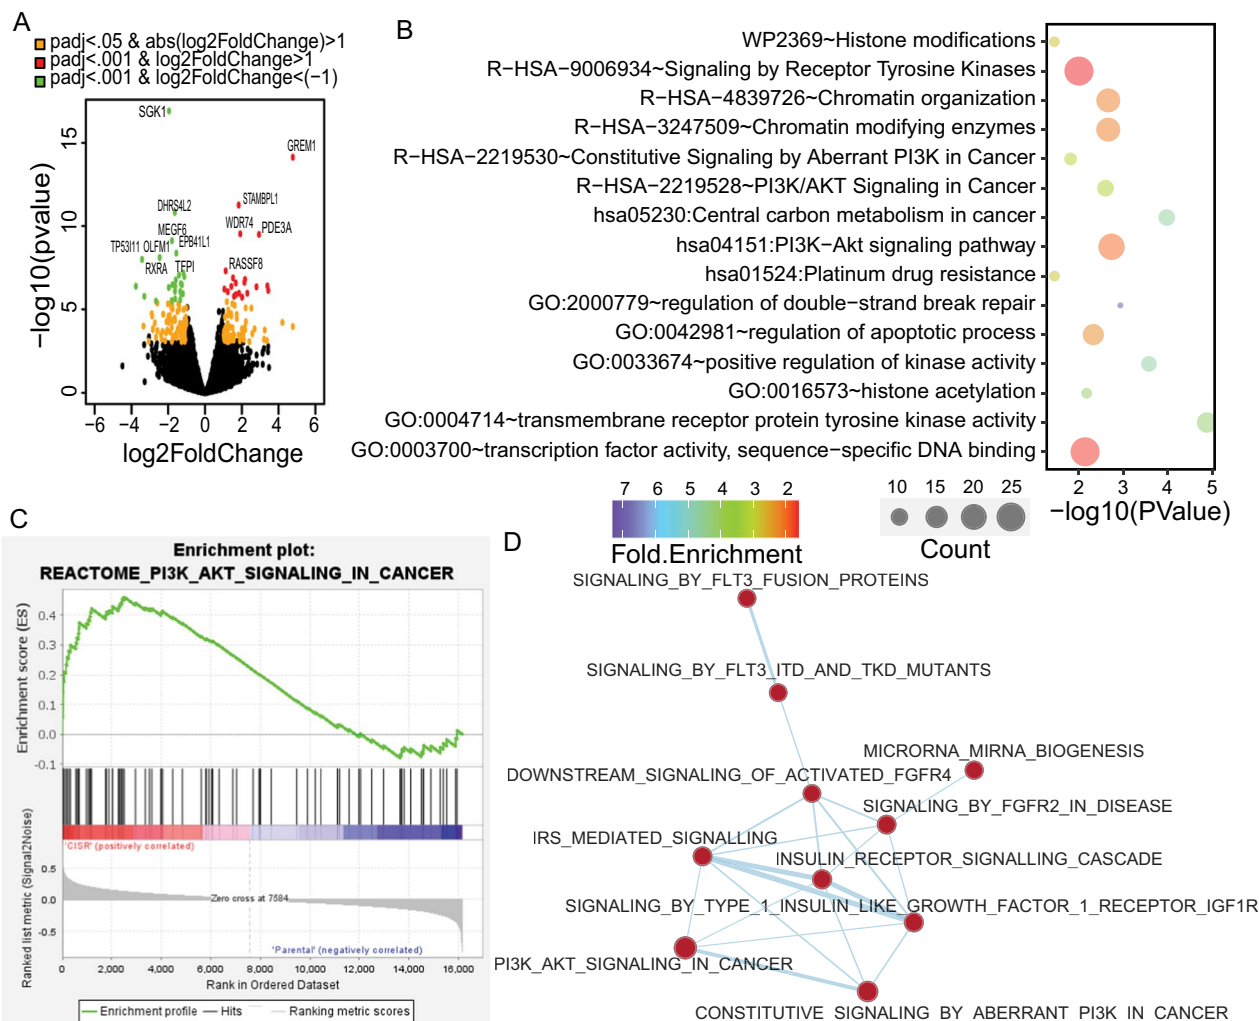 A
padj<.05 & abs(log2FoldChange)>1
padj<.001 & log2FoldChange>1
padj<.001 & log2FoldChange<(−1)
SGK1
GREM1
STAMBPL1
DHRS4L2
WDR74
PDE3A
MEGF6
EPB41L1
TP53I11
OLFM1
RXRA
TFPI
RASSF8
15
10
5
0
−log10(pvalue)
−6 −4 −2 0 2 4 6
log2FoldChange
B
WP2369~Histone modifications
R−HSA−9006934~Signaling by Receptor Tyrosine Kinases
R−HSA−4839726~Chromatin organization
R−HSA−3247509~Chromatin modifying enzymes
R−HSA−2219530~Constitutive Signaling by Aberrant PI3K in Cancer
R−HSA−2219528~PI3K/AKT Signaling in Cancer
hsa05230:Central carbon metabolism in cancer
hsa04151:PI3K−Akt signaling pathway
hsa01524:Platinum drug resistance
GO:2000779~regulation of double−strand break repair
GO:0042981~regulation of apoptotic process
GO:0033674~positive regulation of kinase activity
GO:0016573~histone acetylation
GO:0004714~transmembrane receptor protein tyrosine kinase activity
GO:0003700~transcription factor activity, sequence−specific DNA binding
2 3 4 5
−log10(PValue)
7 6 5 4 3 2
Fold.Enrichment
10 15 20 25
Count
C
Enrichment plot:
REACTOME_PI3K_AKT_SIGNALING_IN_CANCER
Enrichment score (ES)
0.4
0.3
0.2
0.1
0.0
-0.1
'CISR' (positively correlated)
Ranked list metric (Signal2Noise)
0.5
0.0
-0.5
Zero cross at 7584
'Parental' (negatively correlated)
0 2,000 4,000 6,000 8,000 10,000 12,000 14,000 16,000
Rank in Ordered Dataset
Enrichment profile Hits Ranking metric scores
D
SIGNALING_BY_FLT3_FUSION_PROTEINS
SIGNALING_BY_FLT3_ITD_AND_TKD_MUTANTS
MICRORNA_MIRNA_BIOGENESIS
DOWNSTREAM_SIGNALING_OF_ACTIVATED_FGFR4
SIGNALING_BY_FGFR2_IN_DISEASE
IRS_MEDIATED_SIGNALLING
INSULIN_RECEPTOR_SIGNALLING_CASCADE
SIGNALING_BY_TYPE_1_INSULIN_LIKE_GROWTH_FACTOR_1_RECEPTOR_IGF1R
PI3K_AKT_SIGNALING_IN_CANCER
CONSTITUTIVE_SIGNALING_BY_ABERRANT_PI3K_IN_CANCER